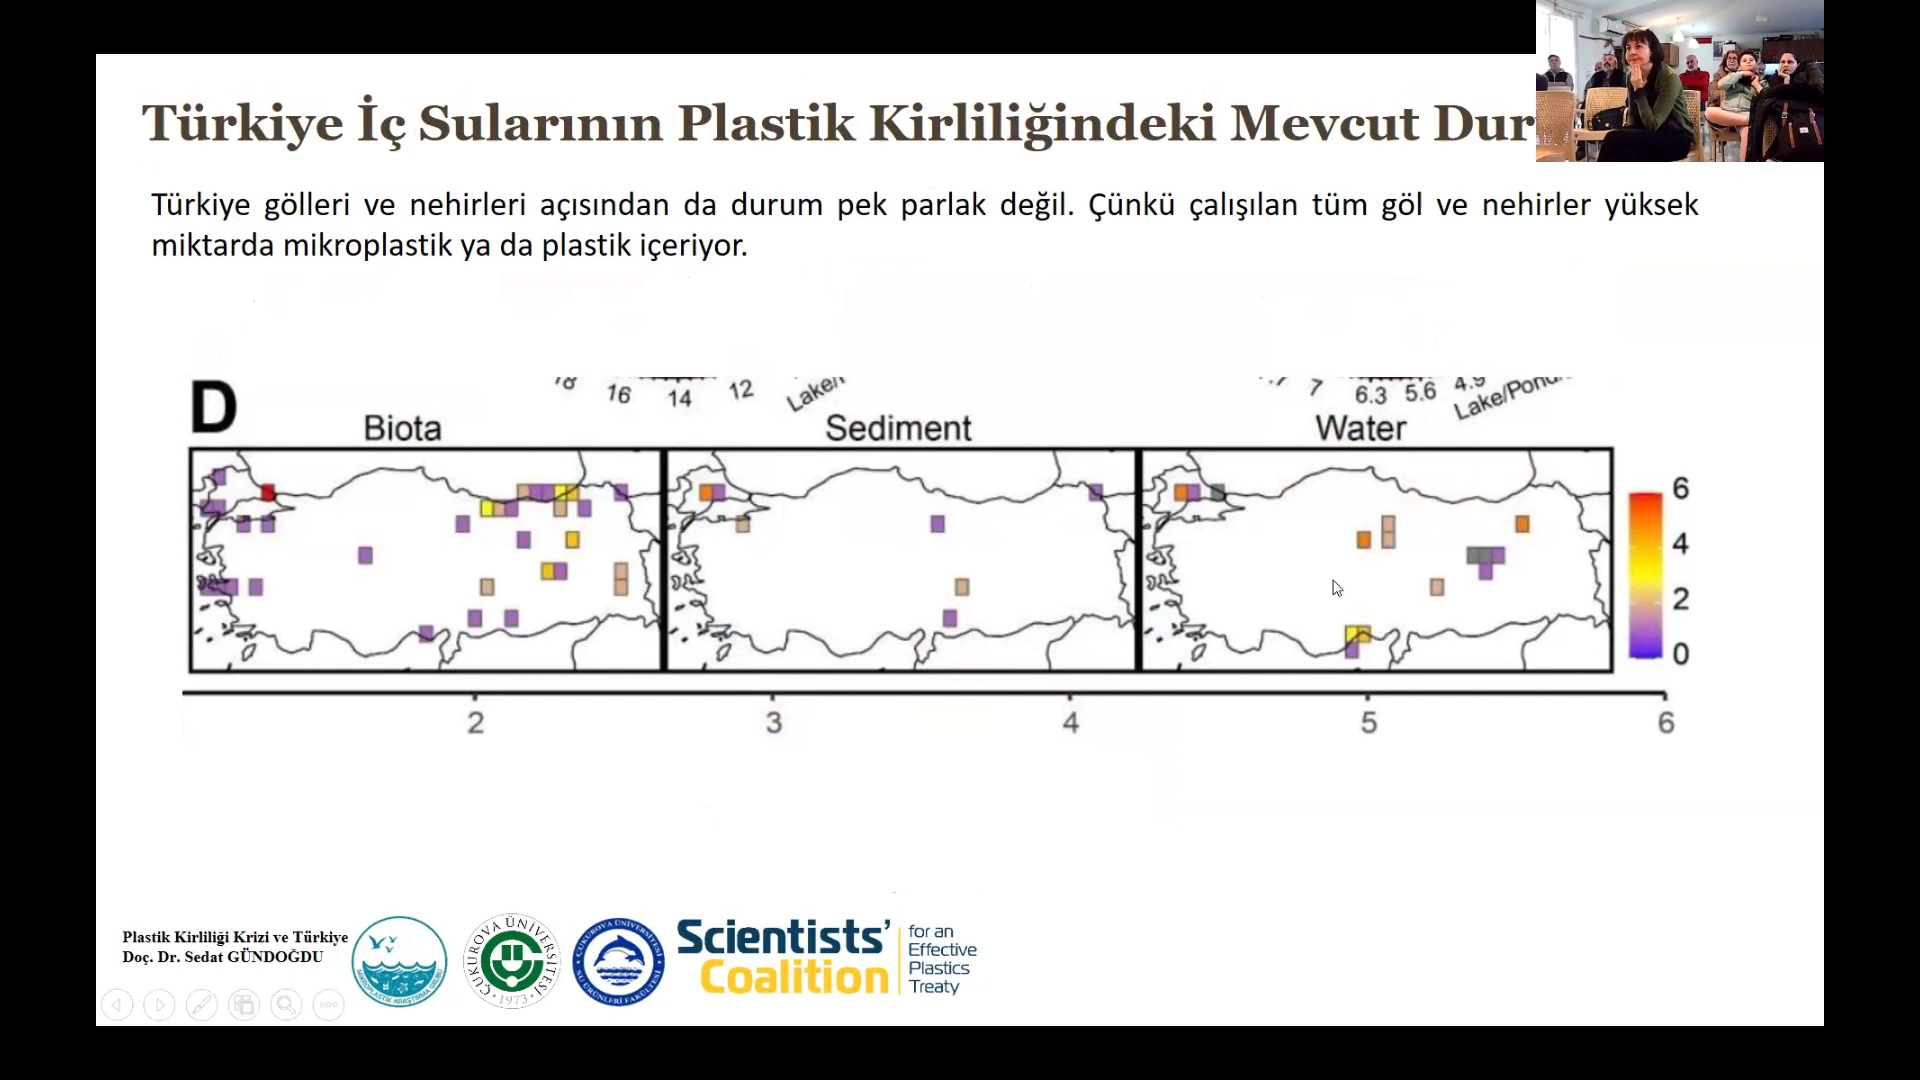 Türkiye İç Sularının Plastik Kirliliğindeki Mevcut Dur
Türkiye gölleri ve nehirleri açısından da durum pek parlak değil. Çünkü çalışılan tüm göl ve nehirler yüksek
miktarda mikroplastik ya da plastik içeriyor.
D
16 14 12
7 6.3 5.6 4.9 Lake/Pond
Biota Sediment Water
6
4
2
0
2 3 4 5 6
Plastik Kirliliği Krizi ve Türkiye
Doç. Dr. Sedat GÜNDOĞDU
MİKROPLASTİK ARAŞTIRMA GRUBU
ÇUKUROVA ÜNİVERSİTESİ
1973
ÇUKUROVA ÜNİVERSİTESİ
SU ÜRÜNLERİ FAKÜLTESİ
Scientists’
Coalition
for an
Effective
Plastics
Treaty